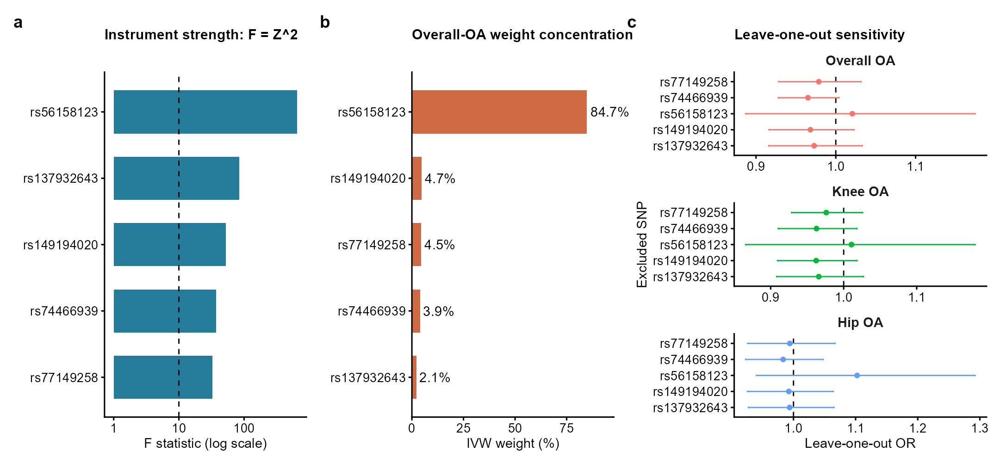 a
Instrument strength: F = Z^2
rs56158123
rs137932643
rs149194020
rs74466939
rs77149258
1 10 100
F statistic (log scale)
b
Overall-OA weight concentration
rs56158123 84.7%
rs149194020 4.7%
rs77149258 4.5%
rs74466939 3.9%
rs137932643 2.1%
0 25 50 75
IVW weight (%)
c
Leave-one-out sensitivity
Excluded SNP
Overall OA
rs77149258
rs74466939
rs56158123
rs149194020
rs137932643
0.9 1.0 1.1
Knee OA
rs77149258
rs74466939
rs56158123
rs149194020
rs137932643
0.9 1.0 1.1
Hip OA
rs77149258
rs74466939
rs56158123
rs149194020
rs137932643
1.0 1.1 1.2 1.3
Leave-one-out OR